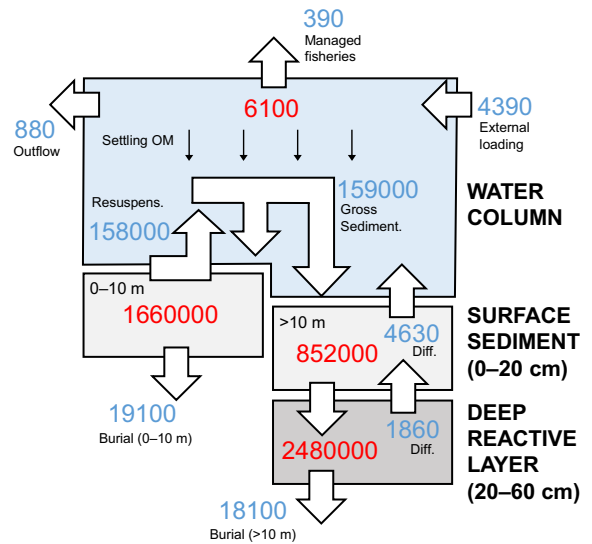 390
Managed
fisheries
6100
880
Outflow
4390
External
loading
Settling OM
Resuspens.
158000
159000
Gross
Sediment.
WATER
COLUMN
0–10 m
1660000
>10 m
852000
4630
Diff.
SURFACE
SEDIMENT
(0–20 cm)
19100
Burial (0–10 m)
2480000
1860
Diff.
DEEP
REACTIVE
LAYER
(20–60 cm)
18100
Burial (>10 m)